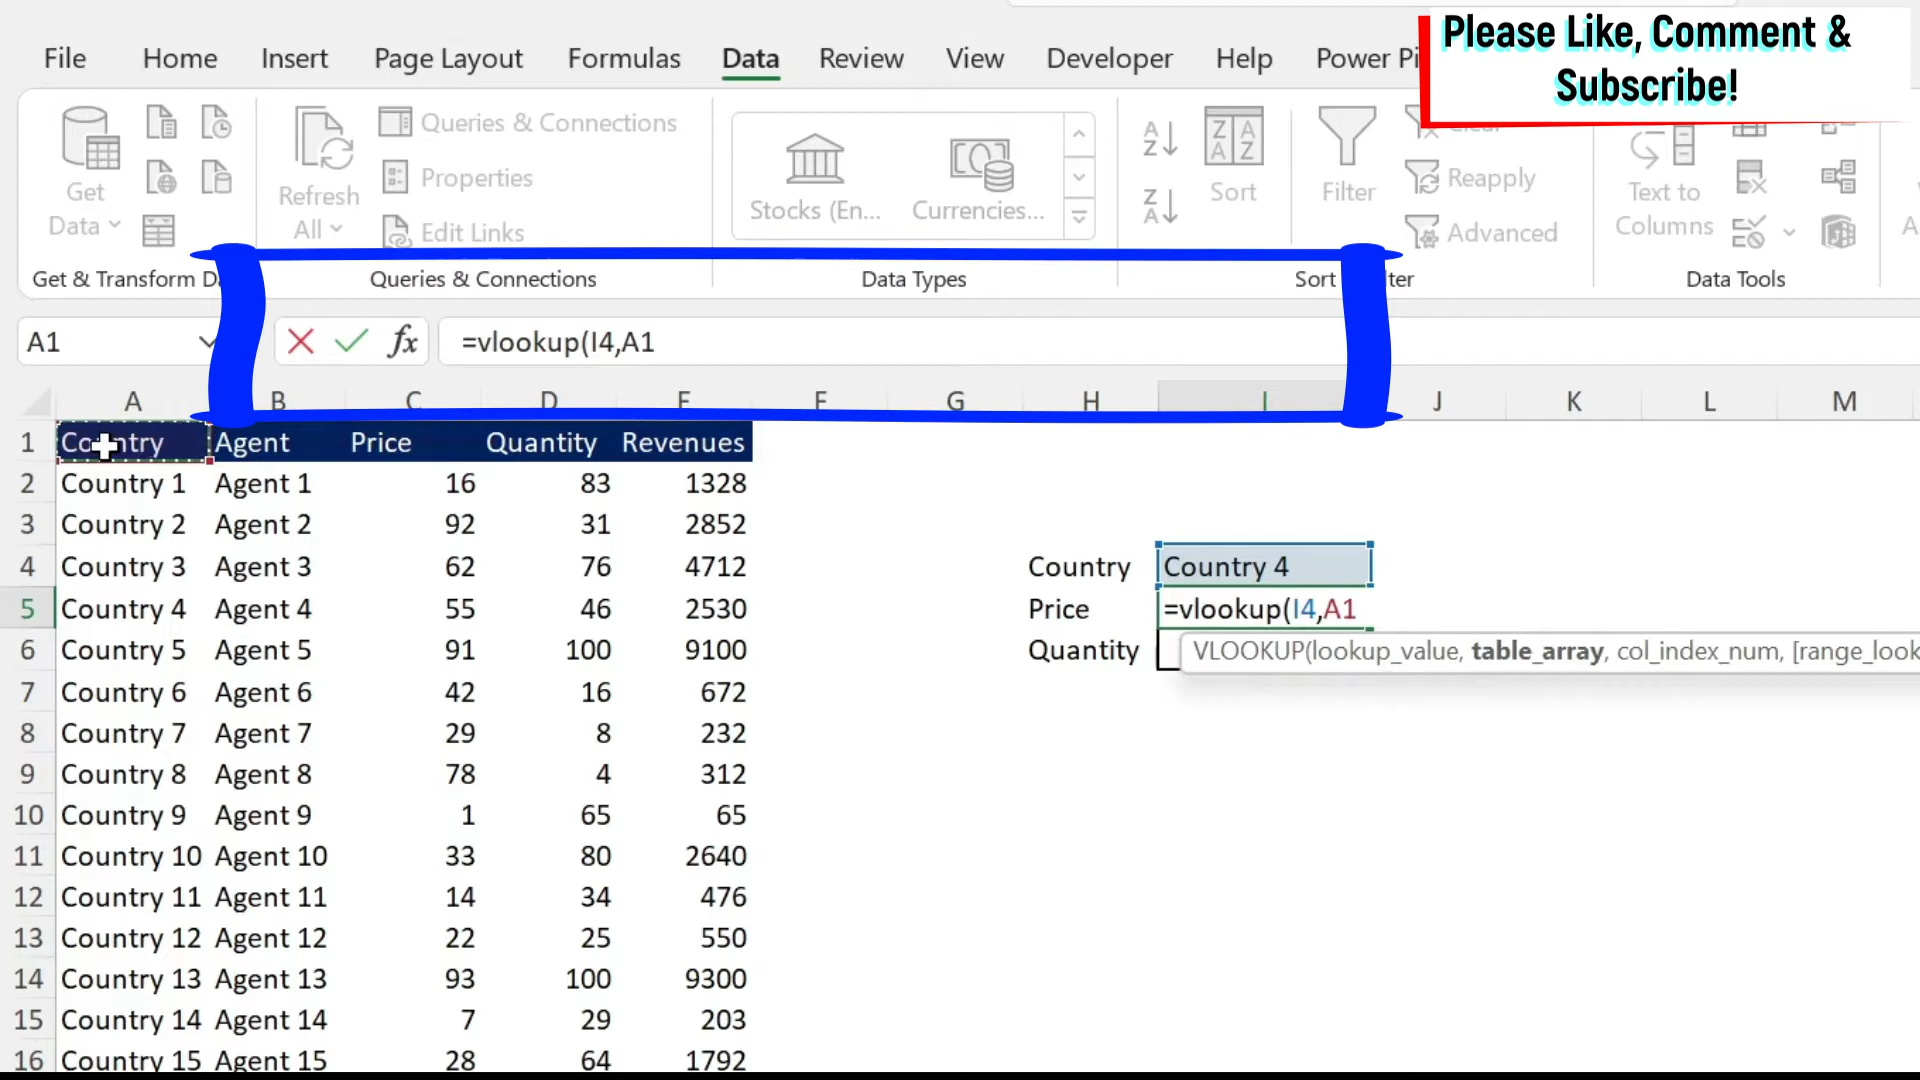 Please Like, Comment &
Subscribe!
File Home Insert Page Layout Formulas Data Review View Developer Help Power Pi
Get
Data
Refresh
All
Queries & Connections
Properties
Edit Links
Stocks (En...
Currencies...
Sort
Filter
Reapply
Advanced
Text to
Columns
Get & Transform D
Queries & Connections
Data Types
Sort
lter
Data Tools
A1
fx
=vlookup(I4,A1
A B C D E F G H I J K L M
1 Country Agent Price Quantity Revenues
2 Country 1 Agent 1 16 83 1328
3 Country 2 Agent 2 92 31 2852
4 Country 3 Agent 3 62 76 4712 Country Country 4
5 Country 4 Agent 4 55 46 2530 Price =vlookup(I4,A1
6 Country 5 Agent 5 91 100 9100 Quantity VLOOKUP(lookup_value, table_array, col_index_num, [range_look
7 Country 6 Agent 6 42 16 672
8 Country 7 Agent 7 29 8 232
9 Country 8 Agent 8 78 4 312
10 Country 9 Agent 9 1 65 65
11 Country 10 Agent 10 33 80 2640
12 Country 11 Agent 11 14 34 476
13 Country 12 Agent 12 22 25 550
14 Country 13 Agent 13 93 100 9300
15 Country 14 Agent 14 7 29 203
16 Country 15 Agent 15 28 64 1792